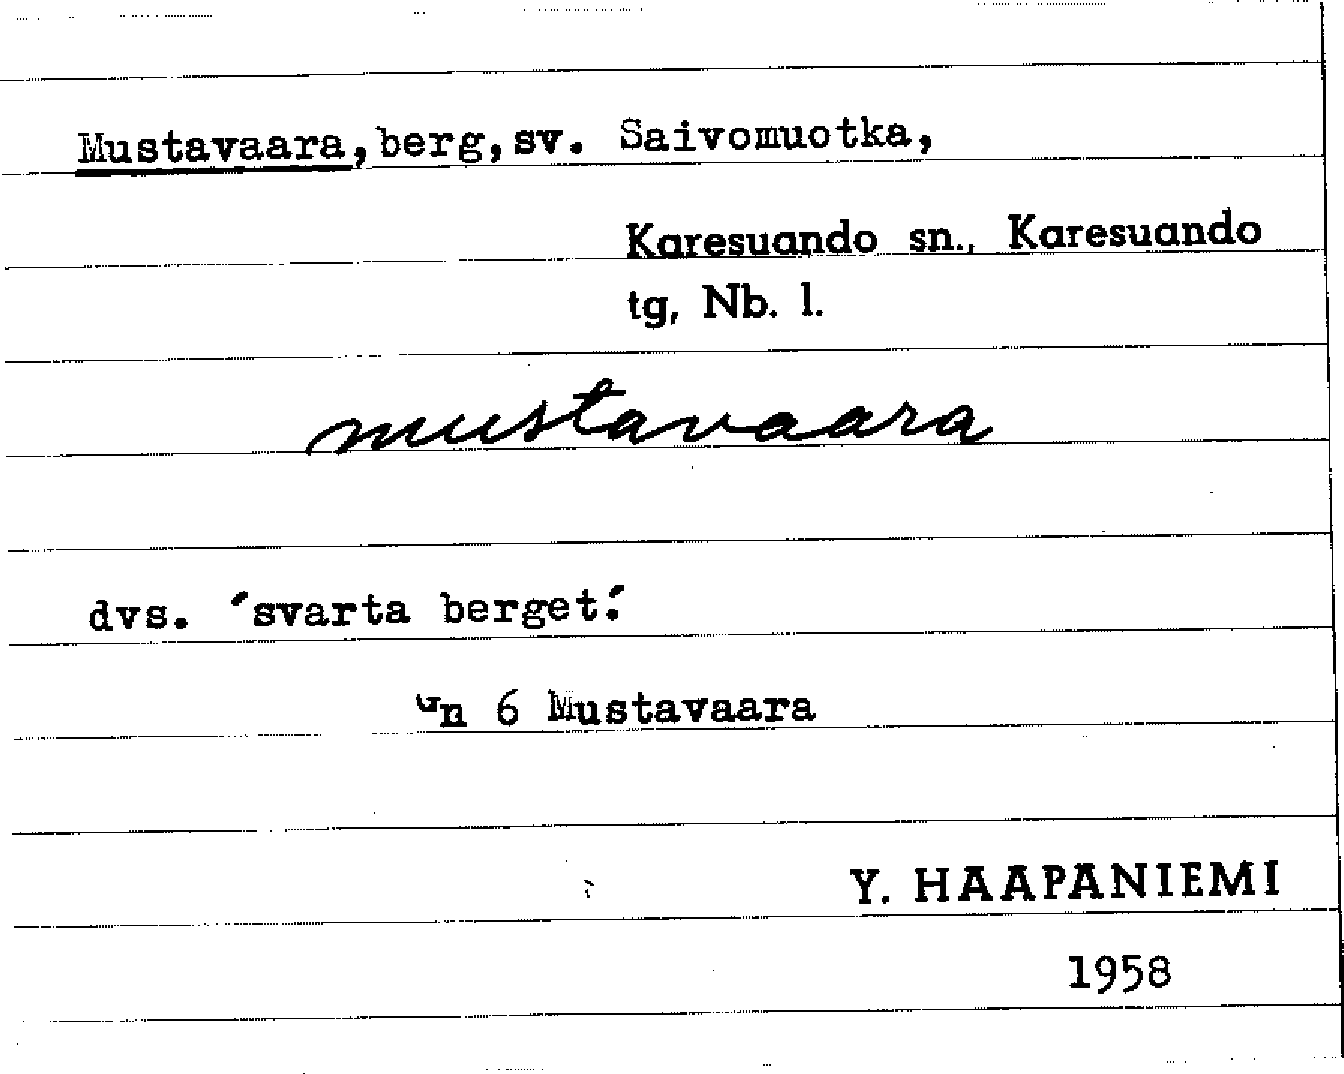 Mustavaara, berg, sv. Saivomuotka,
Karesuando sn., Karesuando
tg, Nb. l.
mustavaara
dvs. ´svarta berget´.
Gn 6 Mustavaara
Y. HAAPANIEMI
1958